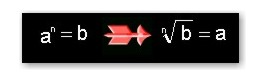 aⁿ = b ⁿ√b = a